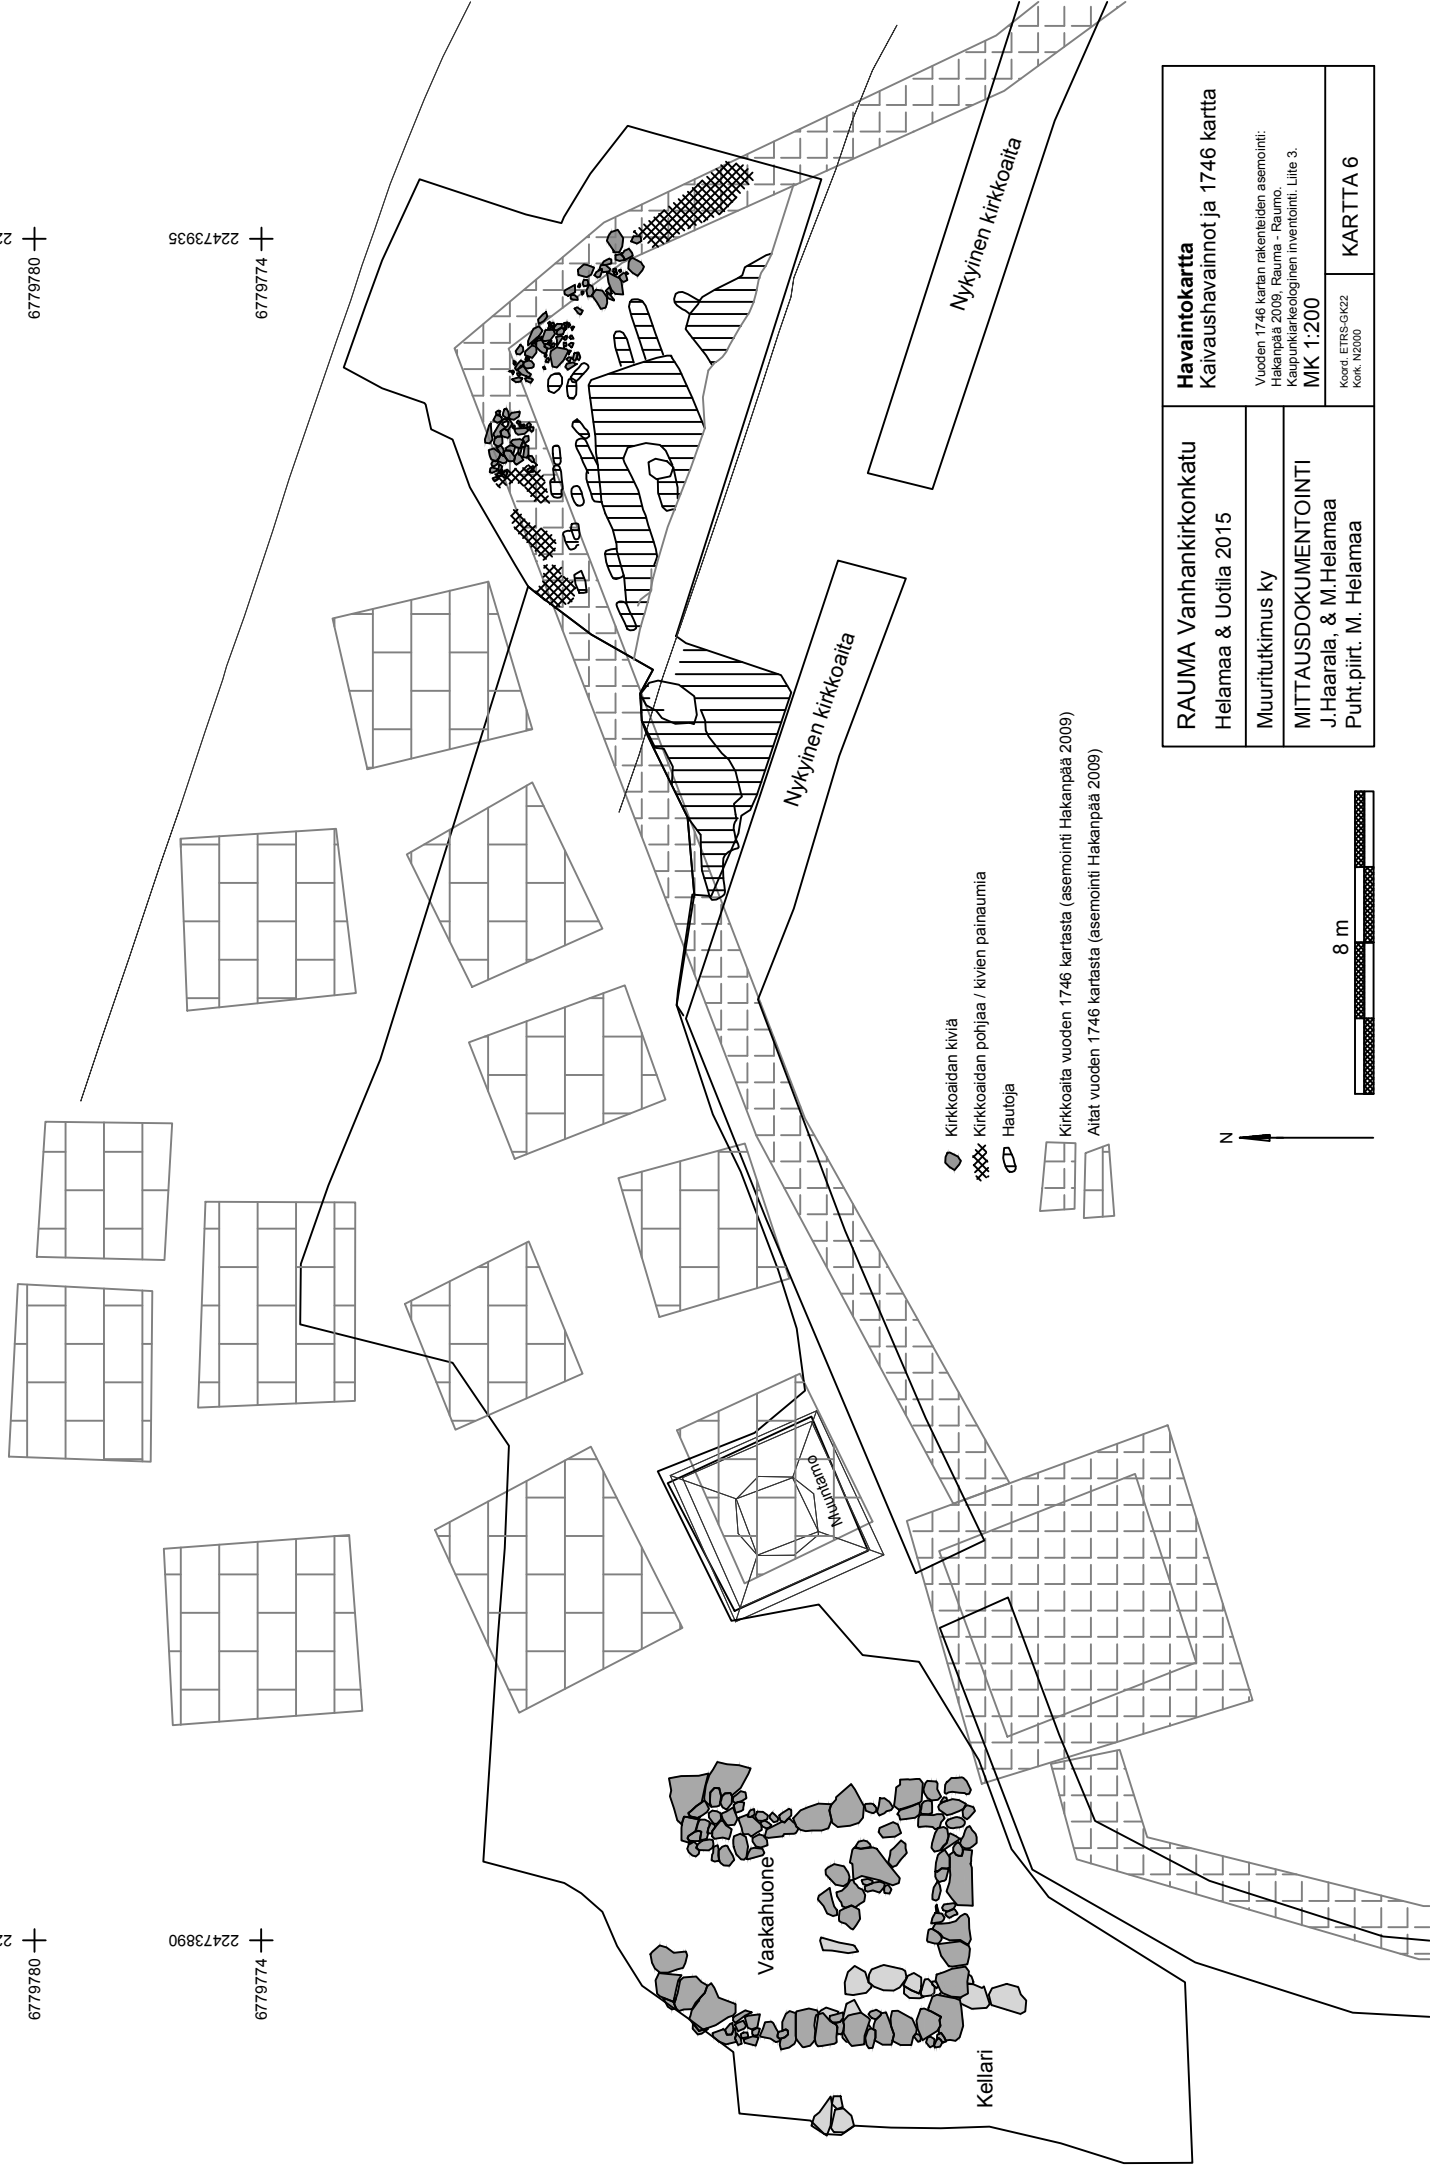 22
6779780
22473935
6779774
22
6779780
22473890
6779774
Nykyinen kirkkoaita
Nykyinen kirkkoaita
Muuntamo
Vaakahuone
Kellari
Kirkkoaidan kiviä
Kirkkoaidan pohjaa / kivien painaumia
Hautoja
Kirkkoaita vuoden 1746 kartasta (asemointi Hakanpää 2009)
Aitat vuoden 1746 kartasta (asemointi Hakanpää 2009)
N
8 m
RAUMA Vanhankirkonkatu
Helamaa & Uotila 2015
Muuritutkimus ky
MITTAUSDOKUMENTOINTI
J.Haarala, & M.Helamaa
Puht.piirt. M. Helamaa
Havaintokartta
Kaivaushavainnot ja 1746 kartta
Vuoden 1746 kartan rakenteiden asemointi:
Hakanpää 2009, Rauma - Raumo.
Kaupunkiarkeologinen inventointi. Liite 3.
MK 1:200
Koord. ETRS-GK22
Kork. N2000
KARTTA 6